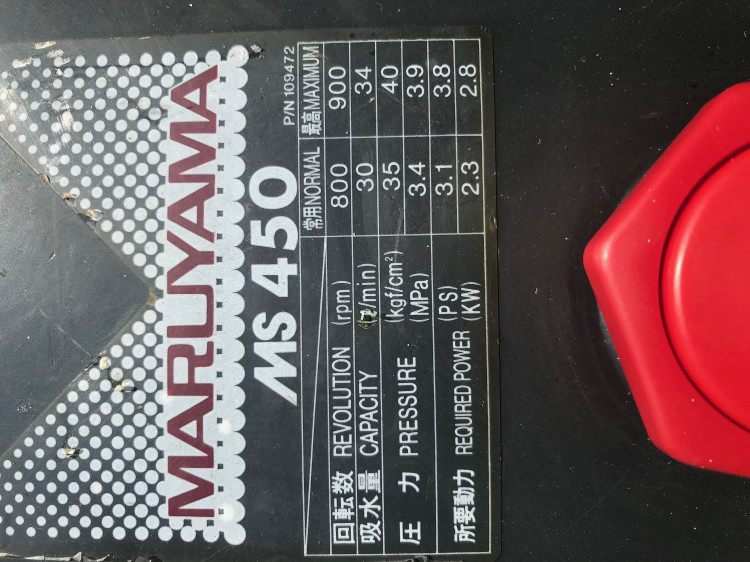 MARUYAMA
MS 450
P/N 109472
常用NORMAL 最高MAXIMUM
回転数 REVOLUTION (rpm) 800 900
吸水量 CAPACITY (ℓ/min) 30 34
圧力 PRESSURE (kgf/cm²) 35 40
(MPa) 3.4 3.9
所要動力 REQUIRED POWER (PS) 3.1 3.8
(KW) 2.3 2.8